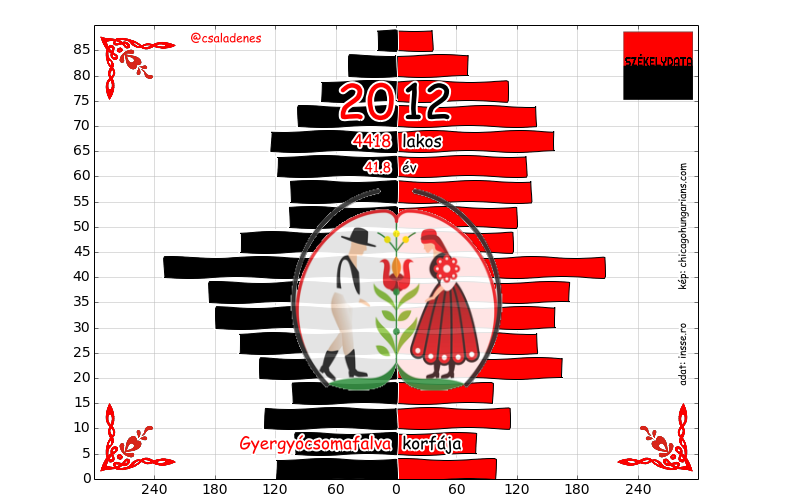 @csaladenes
SZÉKELYDATA
2012
4418 lakos
41.8 év
kép: chicagohungarians.com
adat: insse.ro
Gyergyócsomafalva korfája
85
80
75
70
65
60
55
50
45
40
35
30
25
20
15
10
5
0
240 180 120 60 0 60 120 180 240